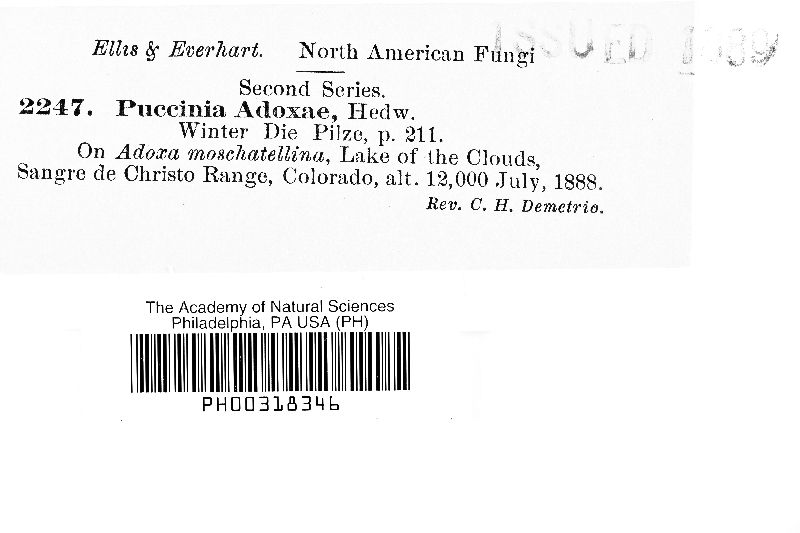 Ellis & Everhart. North American Fungi
Second Series.
2247. Puccinia Adoxae, Hedw.
Winter Die Pilze, p. 211.
On Adoxa moschatellina, Lake of the Clouds,
Sangre de Christo Range, Colorado, alt. 12,000 July, 1888.
Rev. C. H. Demetrio.
The Academy of Natural Sciences
Philadelphia, PA USA (PH)
PH00318346